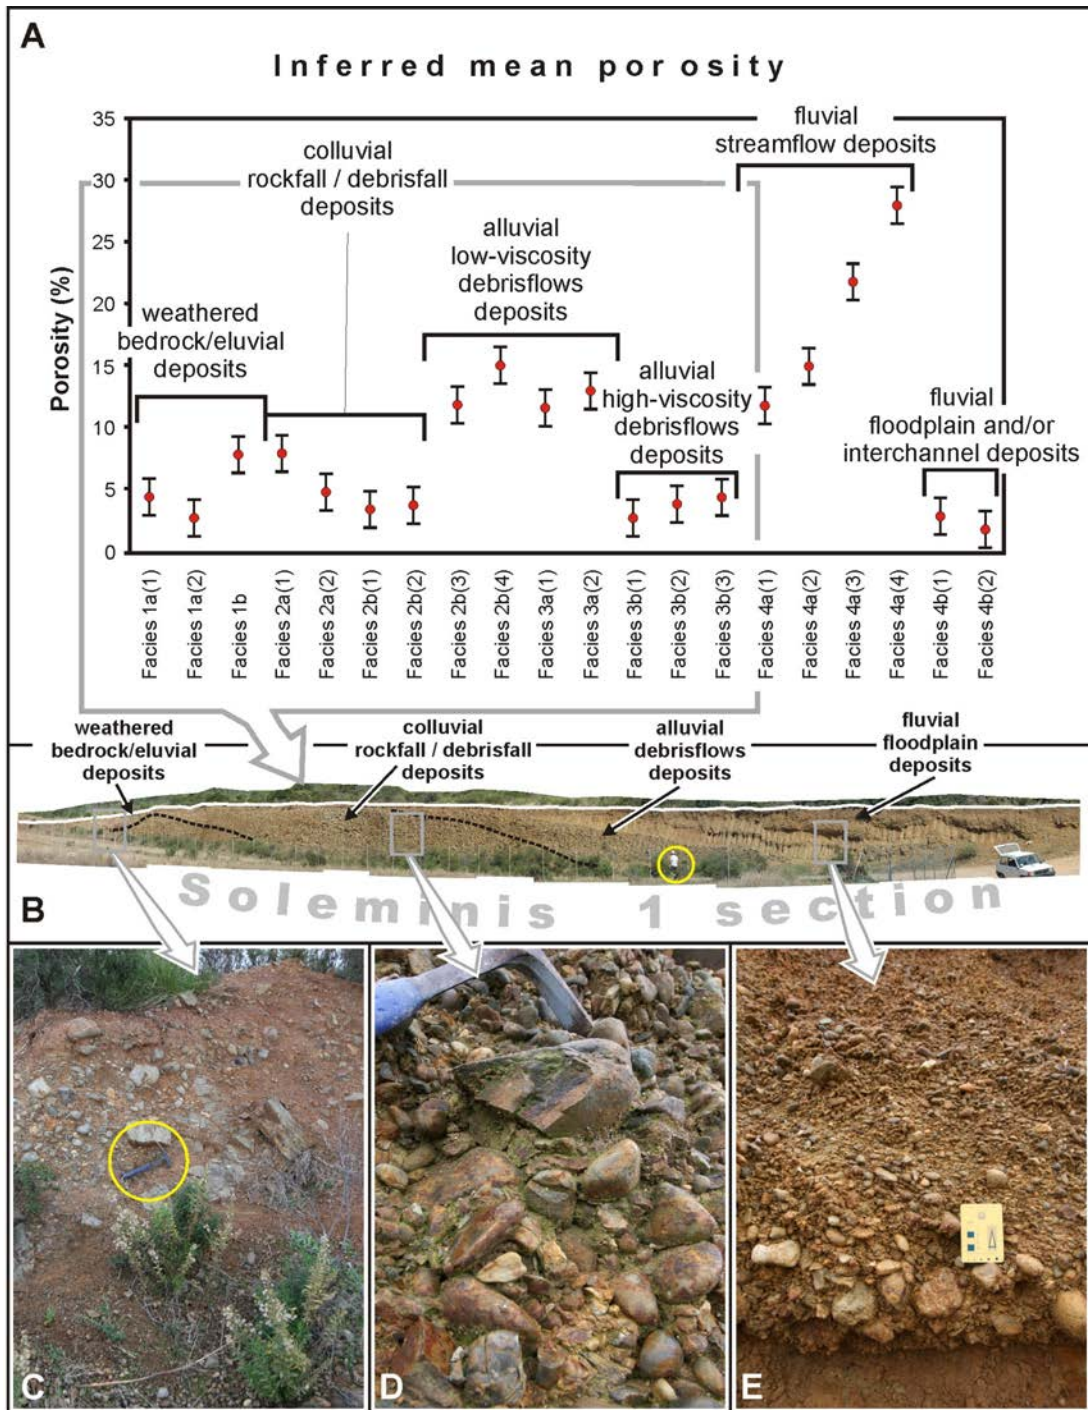 A
Inferred mean porosity
Porosity (%)
35
30
25
20
15
10
5
0
weathered
bedrock/eluvial
deposits
colluvial
rockfall / debrisfall
deposits
alluvial
low-viscosity
debrisflows
deposits
alluvial
high-viscosity
debrisflows
deposits
fluvial
streamflow deposits
fluvial
floodplain and/or
interchannel deposits
Facies 1a(1)
Facies 1a(2)
Facies 1b
Facies 2a(1)
Facies 2a(2)
Facies 2b(1)
Facies 2b(2)
Facies 2b(3)
Facies 2b(4)
Facies 3a(1)
Facies 3a(2)
Facies 3b(1)
Facies 3b(2)
Facies 3b(3)
Facies 4a(1)
Facies 4a(2)
Facies 4a(3)
Facies 4a(4)
Facies 4b(1)
Facies 4b(2)
weathered
bedrock/eluvial
deposits
colluvial
rockfall / debrisfall
deposits
alluvial
debrisflows
deposits
fluvial
floodplain
deposits
Soleminis 1 section
B
C
D
E